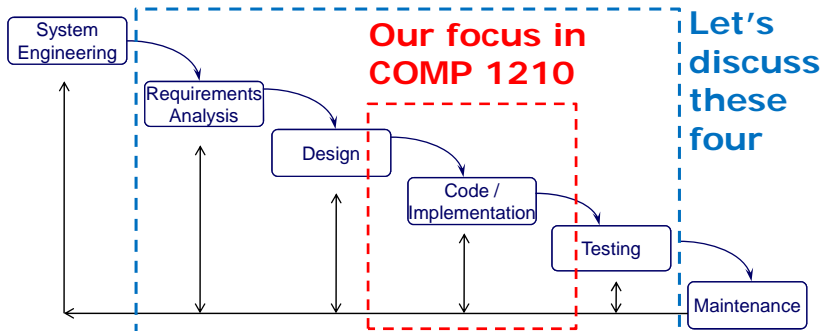 System
Engineering
Our focus in
COMP 1210
Let's
discuss
these
four
Requirements
Analysis
Design
Code /
Implementation
Testing
Maintenance